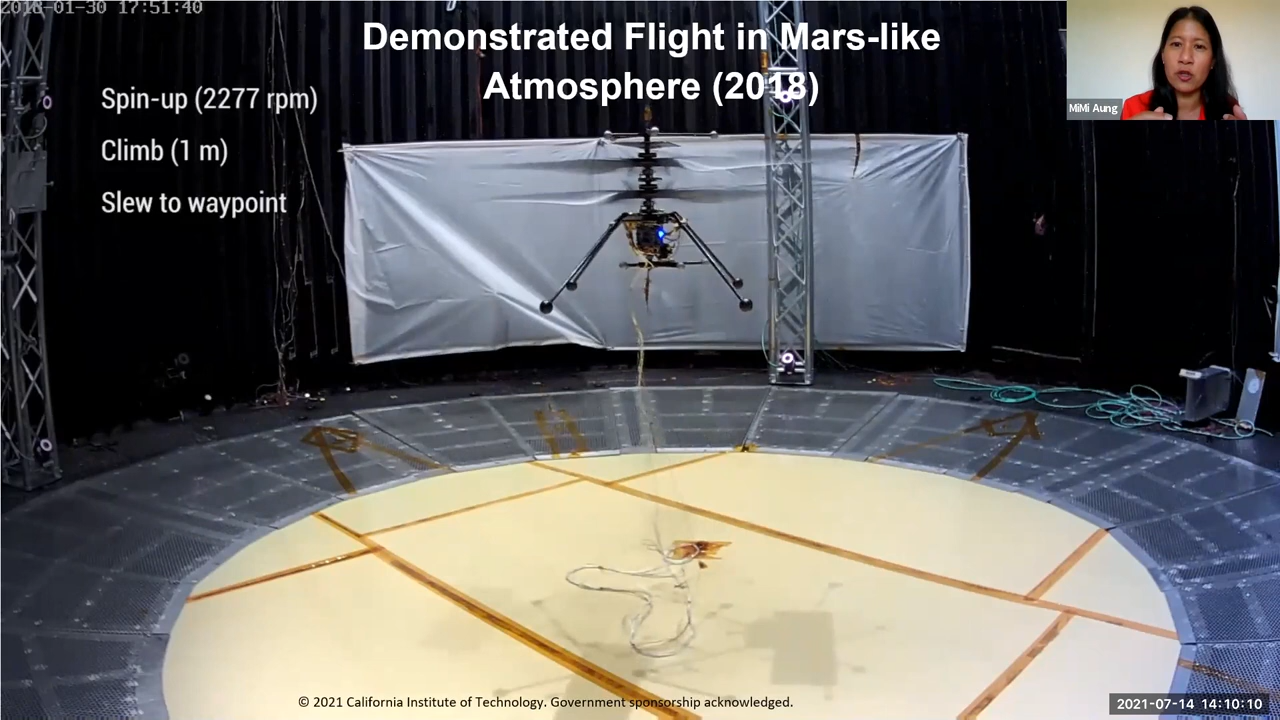 2018-01-30 17:51:40
Demonstrated Flight in Mars-like
Atmosphere (2018)
Spin-up (2277 rpm)
Climb (1 m)
Slew to waypoint
MiMi Aung
© 2021 California Institute of Technology. Government sponsorship acknowledged.
2021-07-14 14:10:10